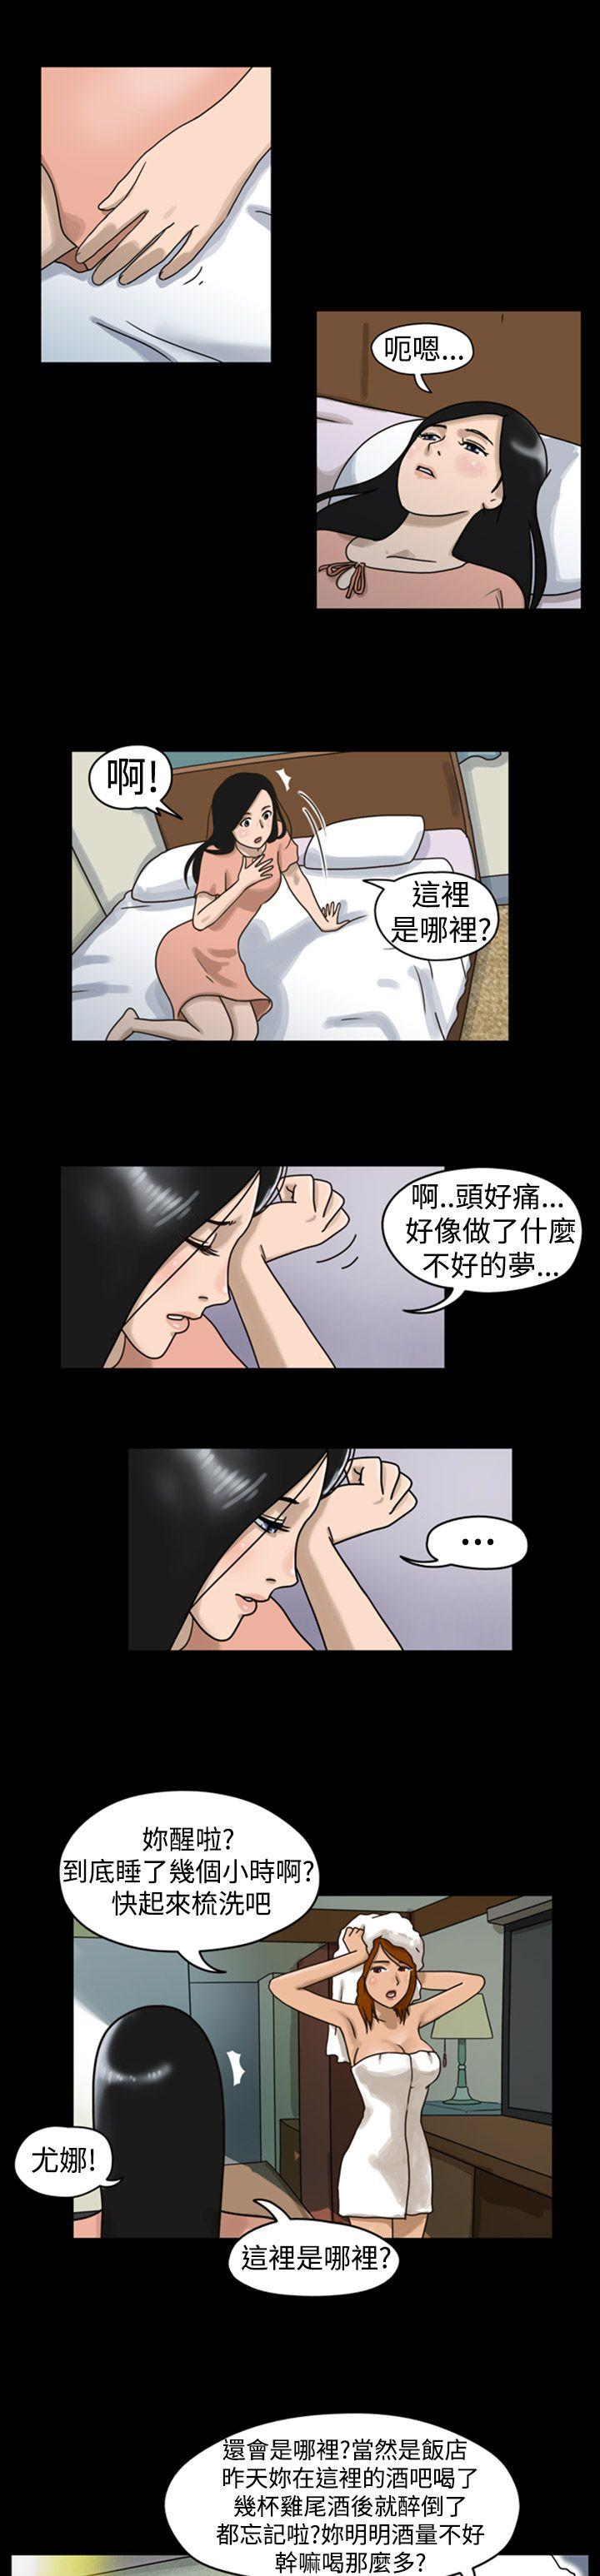 呃嗯...
啊!
這裡
是哪裡?
啊..頭好痛...
好像做了什麼
不好的夢...
...
妳醒啦?
到底睡了幾個小時啊?
快起來梳洗吧
尤娜!
這裡是哪裡?
還會是哪裡?當然是飯店
昨天妳在這裡的酒吧喝了
幾杯雞尾酒後就醉倒了
都忘記啦?妳明明酒量不好
幹嘛喝那麼多?